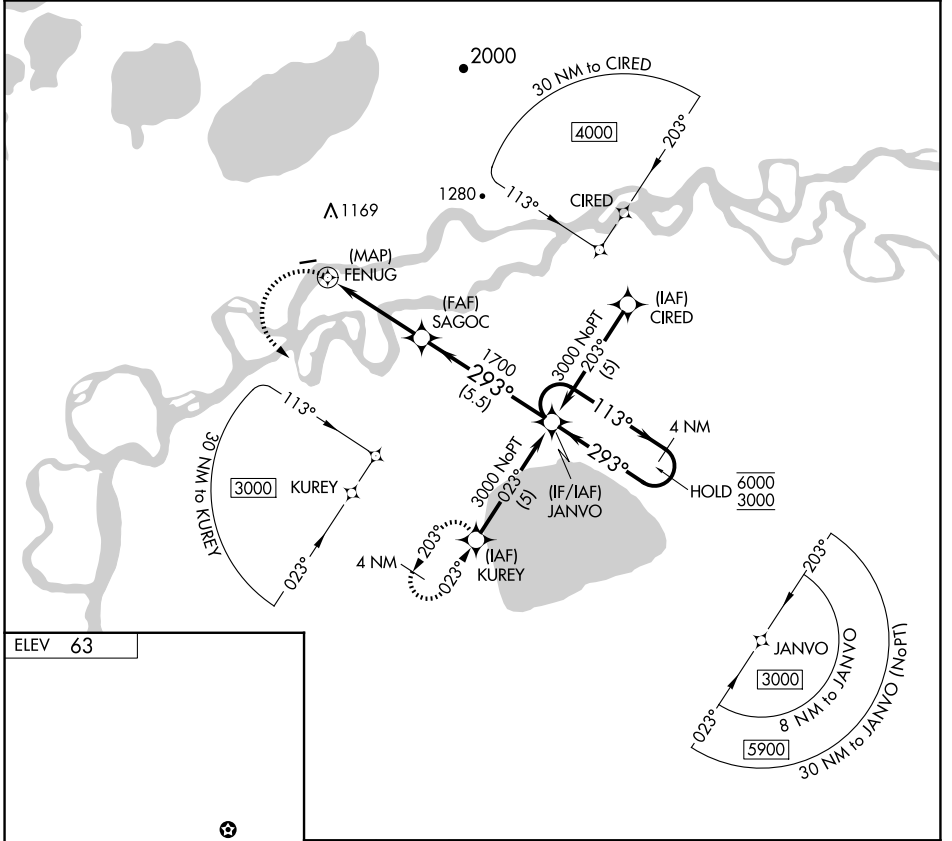 2000
30 NM to CIRED
4000
203°
1280
113°
CIRED
1169
(MAP)
FENUG
(FAF)
SAGOC
(IAF)
CIRED
3000 NoPT
203°
(5)
1700
293°
(5.5)
113°
4 NM
293°
HOLD 6000
3000
(IF/IAF)
JANVO
3000 NoPT
023°
(5)
113°
30 NM to KUREY
3000
KUREY
023°
203°
4 NM
023°
(IAF)
KUREY
203°
JANVO
3000
8 NM to JANVO
023°
5900
30 NM to JANVO (NoPT)
ELEV 63